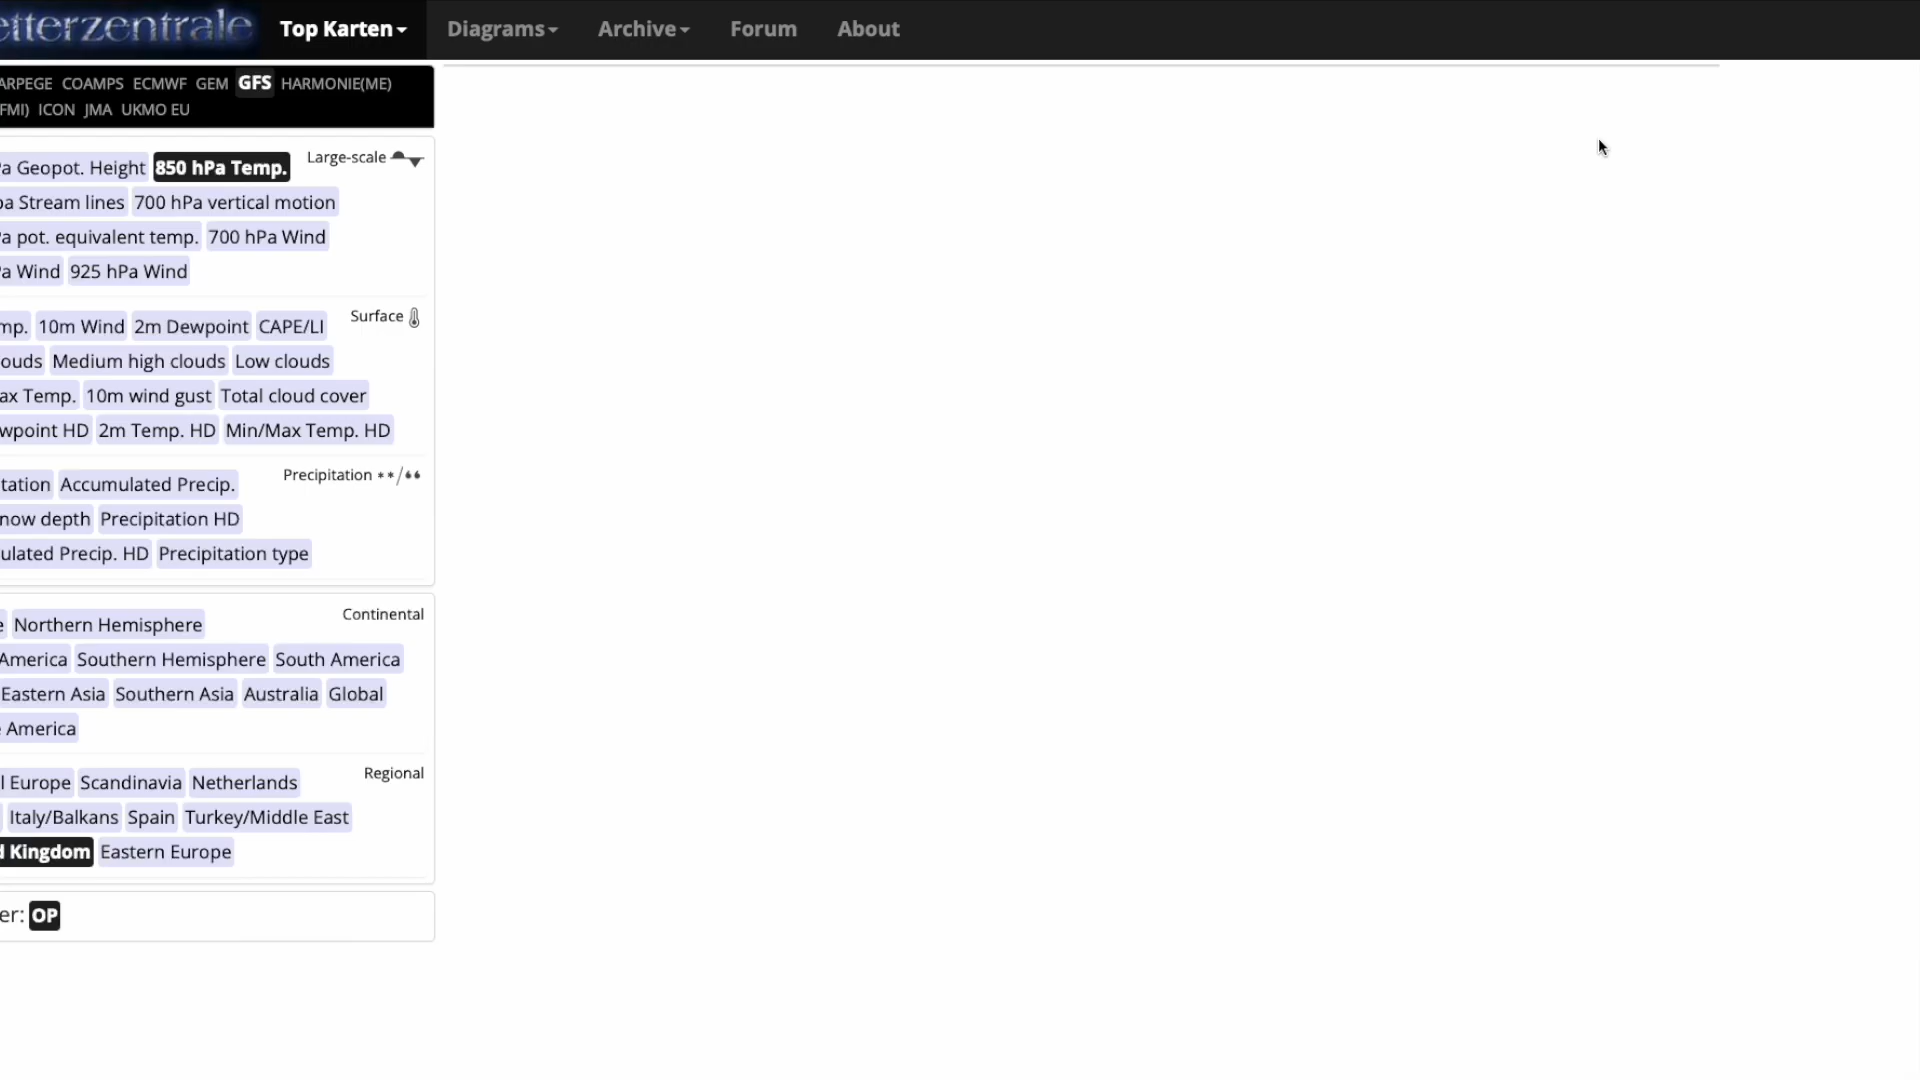 etterzentrale Top Karten Diagrams Archive Forum About
ARPEGE COAMPS ECMWF GEM GFS HARMONIE(ME)
FMI) ICON JMA UKMO EU
Large-scale
a Geopot. Height 850 hPa Temp.
pa Stream lines 700 hPa vertical motion
a pot. equivalent temp. 700 hPa Wind
a Wind 925 hPa Wind
Surface
mp. 10m Wind 2m Dewpoint CAPE/LI
ouds Medium high clouds Low clouds
ax Temp. 10m wind gust Total cloud cover
wpoint HD 2m Temp. HD Min/Max Temp. HD
Precipitation **/
tation Accumulated Precip.
now depth Precipitation HD
ulated Precip. HD Precipitation type
Continental
e Northern Hemisphere
America Southern Hemisphere South America
Eastern Asia Southern Asia Australia Global
America
Regional
l Europe Scandinavia Netherlands
Italy/Balkans Spain Turkey/Middle East
d Kingdom Eastern Europe
er: OP